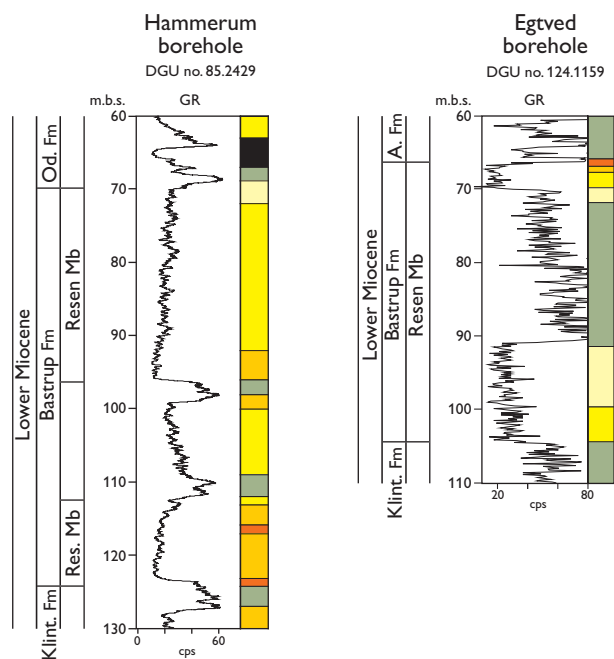 Hammerum
borehole
DGU no. 85.2429
m.b.s. GR
60
70
80
90
100
110
120
130
0 60
cps
Lower Miocene
Od. Fm
Bastrup Fm
Klint. Fm
Resen Mb
Res. Mb
Egtved
borehole
DGU no. 124.1159
m.b.s. GR
60
70
80
90
100
110
20 80
cps
Lower Miocene
A. Fm
Bastrup Fm
Resen Mb
Klint. Fm